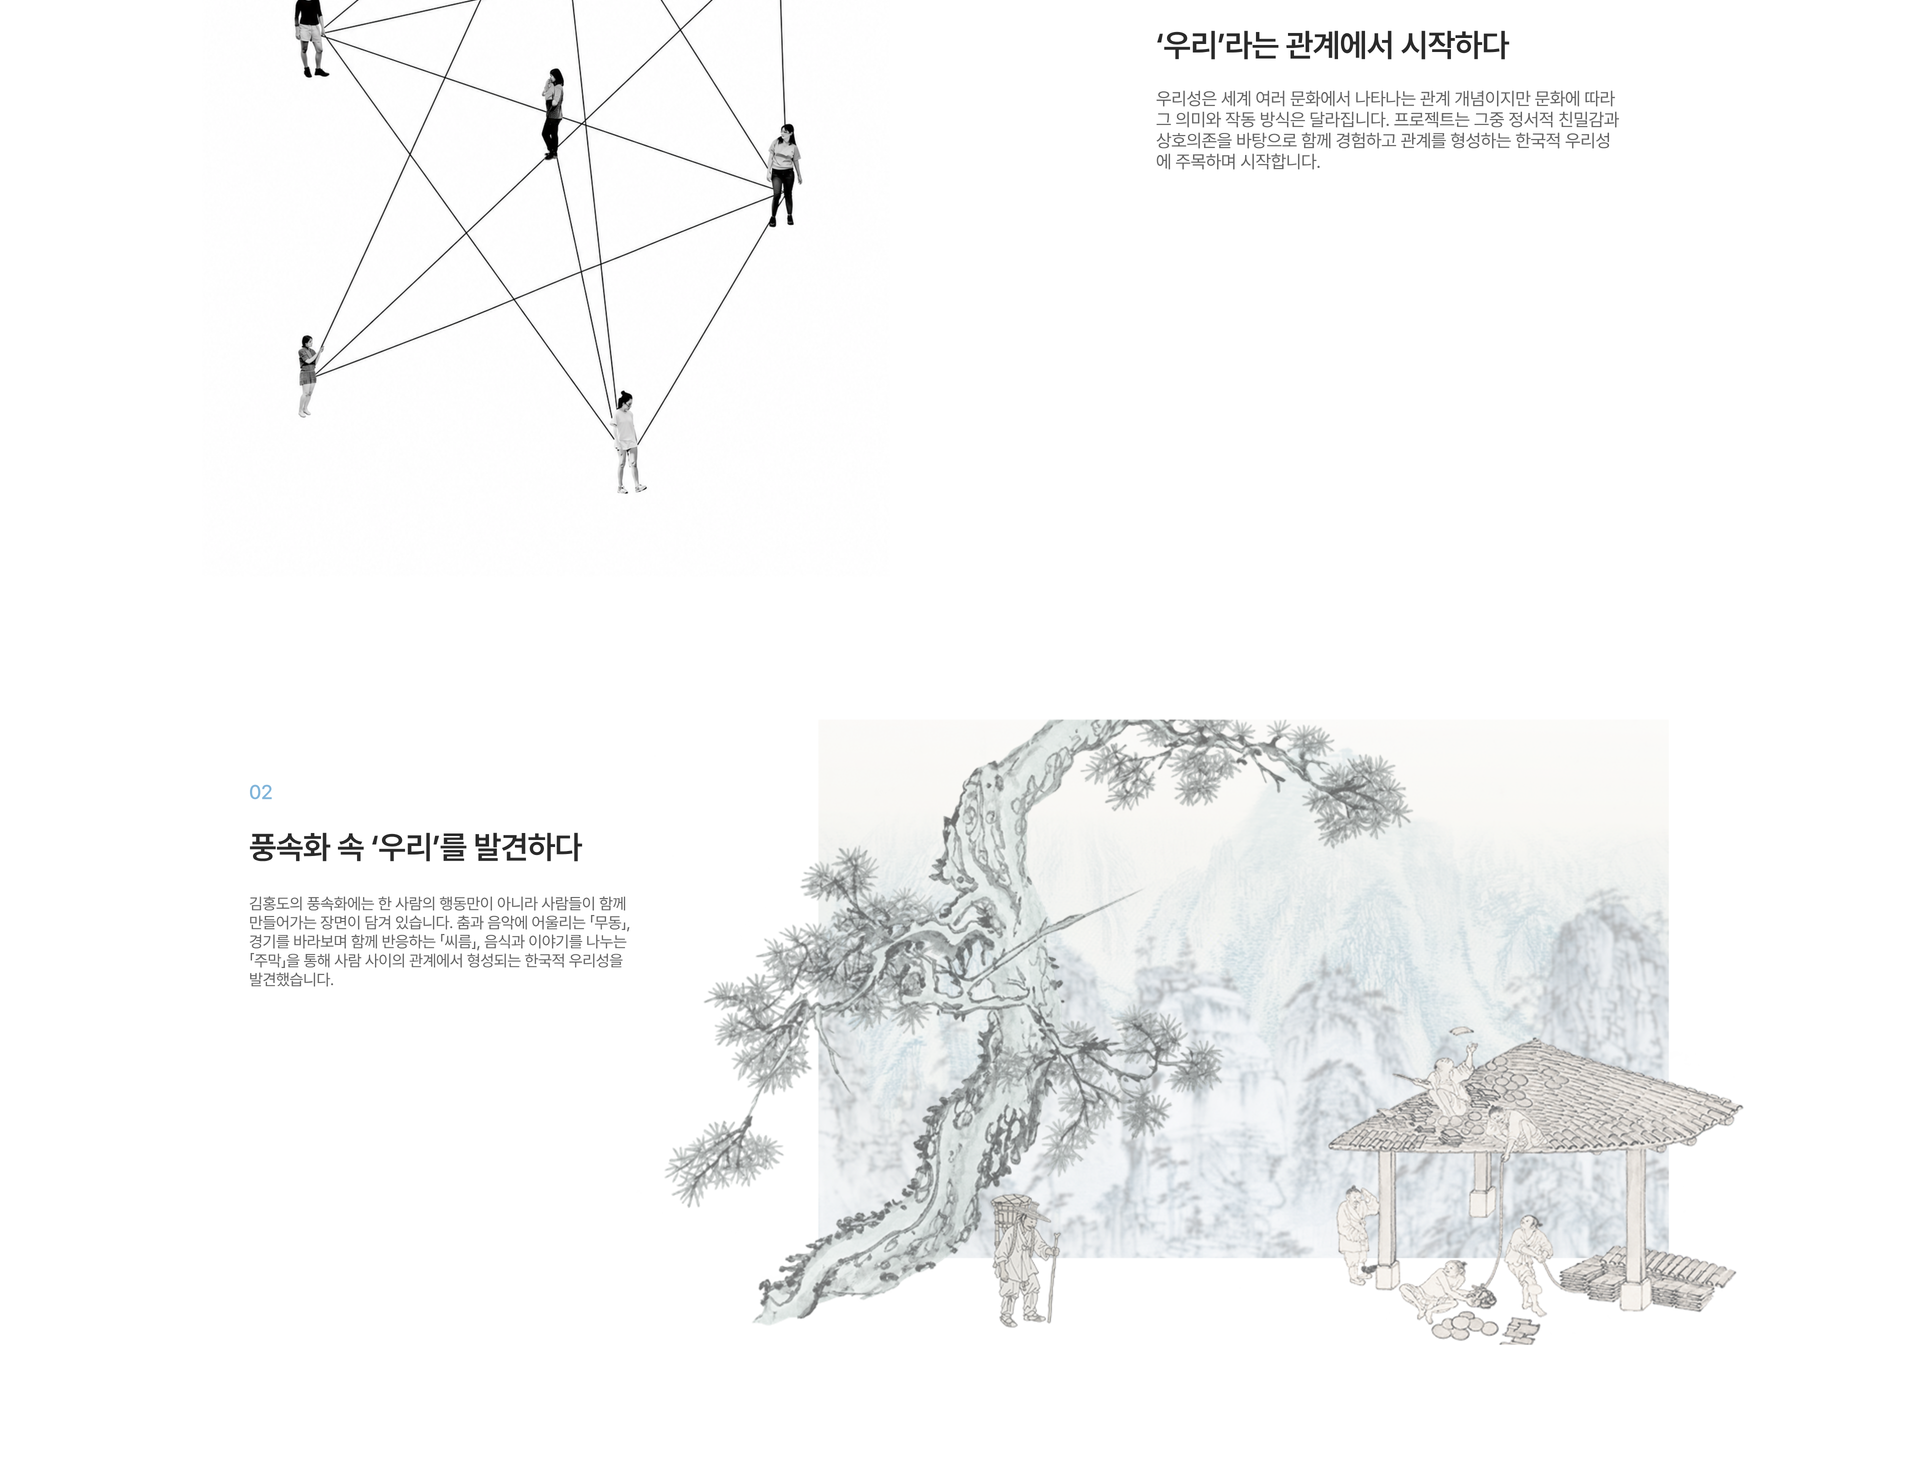 ‘우리’라는 관계에서 시작하다
우리성은 세계 여러 문화에서 나타나는 관계 개념이지만 문화에 따라
그 의미와 작동 방식은 달라집니다. 프로젝트는 그중 정서적 친밀감과
상호의존을 바탕으로 함께 경험하고 관계를 형성하는 한국적 우리성
에 주목하며 시작합니다.
02
풍속화 속 ‘우리’를 발견하다
김홍도의 풍속화에는 한 사람의 행동만이 아니라 사람들이 함께
만들어가는 장면이 담겨 있습니다. 춤과 음악에 어울리는 「무동」,
경기를 바라보며 함께 반응하는 「씨름」, 음식과 이야기를 나누는
「주막」을 통해 사람 사이의 관계에서 형성되는 한국적 우리성을
발견했습니다.